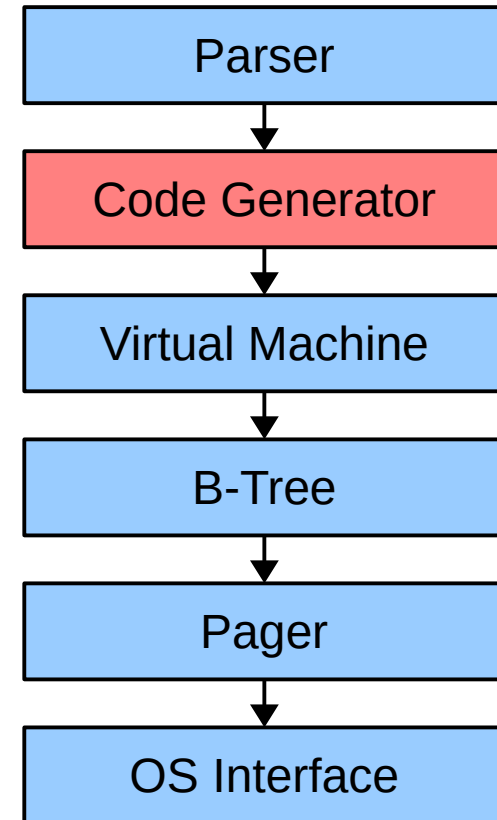 Parser
Code Generator
Virtual Machine
B-Tree
Pager
OS Interface